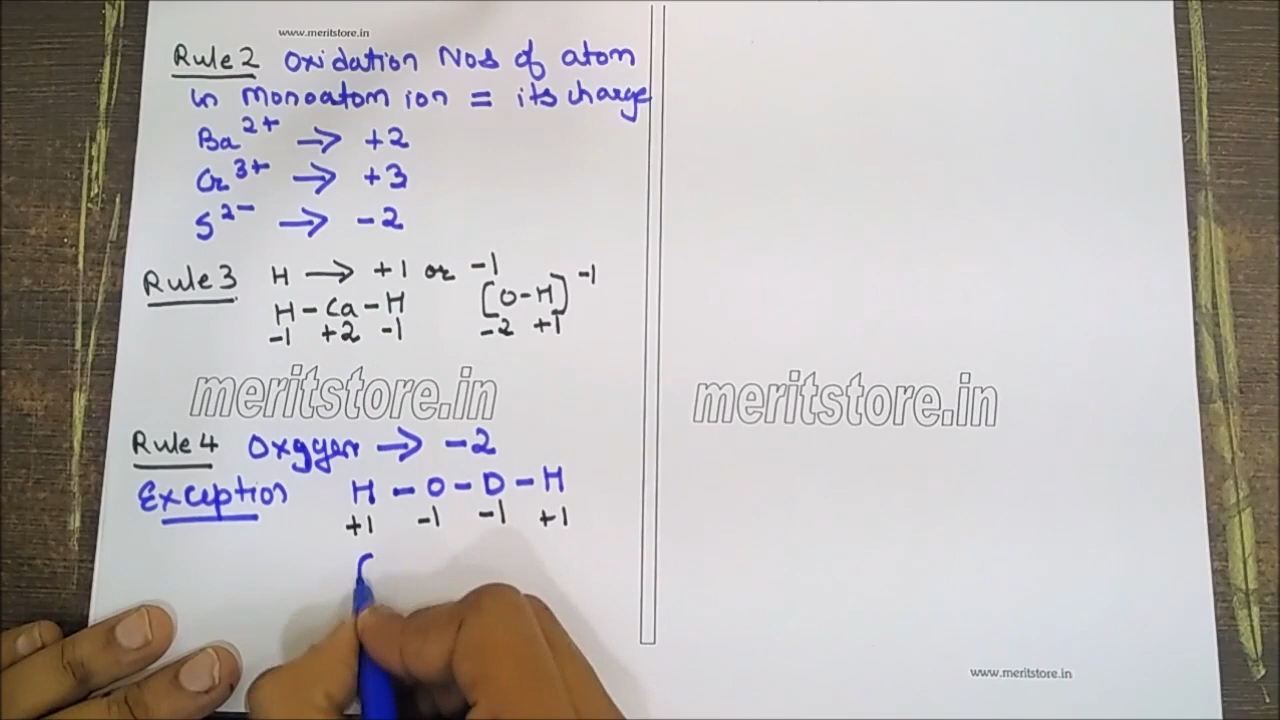 www.meritstore.in
Rule 2 Oxidation Nos of atom
in monoatom ion = its charge
Ba2+ → +2
Cr3+ → +3
S2- → -2
Rule 3 H → +1 or -1
H - Ca - H [O-H]-1
-1 +2 -1 -2 +1
meritstore.in
meritstore.in
Rule 4 Oxygen → -2
Exception H - O - O - H
+1 -1 -1 +1
www.meritstore.in